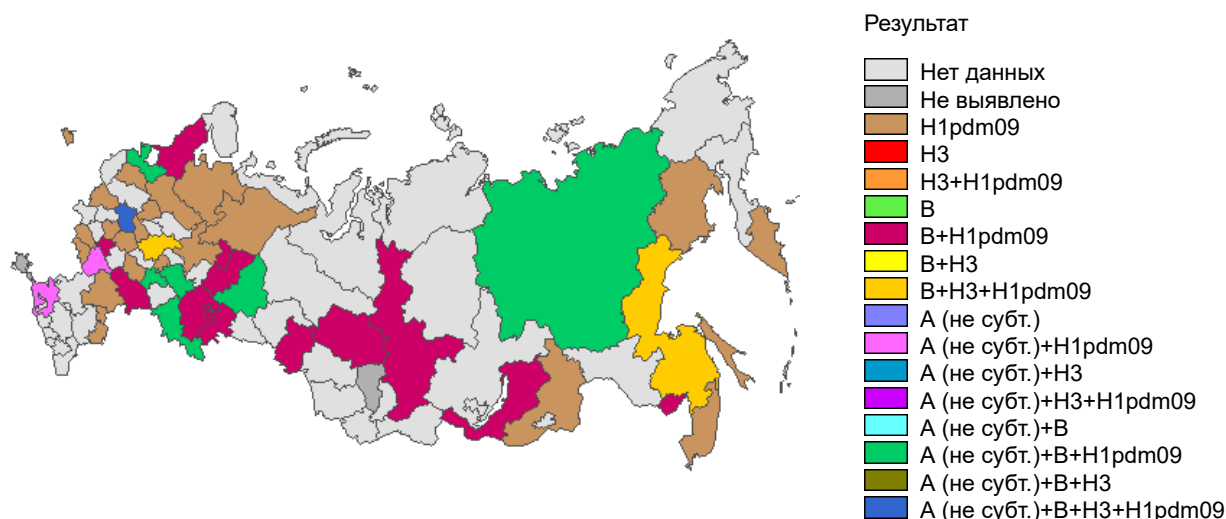 Результат
Нет данных
Не выявлено
H1pdm09
H3
H3+H1pdm09
B
B+H1pdm09
B+H3
B+H3+H1pdm09
А (не субт.)
А (не субт.)+H1pdm09
А (не субт.)+H3
А (не субт.)+H3+H1pdm09
А (не субт.)+B
А (не субт.)+B+H1pdm09
А (не субт.)+B+H3
А (не субт.)+B+H3+H1pdm09